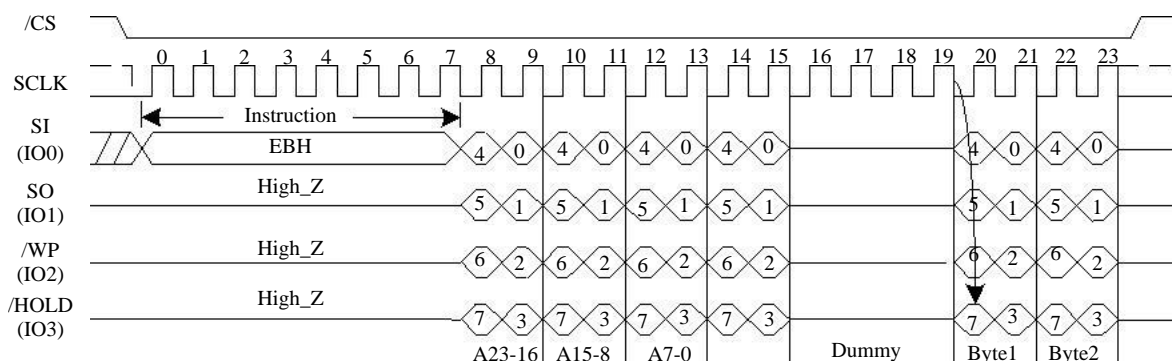 /CS
0 1 2 3 4 5 6 7 8 9 10 11 12 13 14 15 16 17 18 19 20 21 22 23
SCLK
Instruction
SI
(IO0)
EBH
4 0 4 0 4 0 4 0 4 0 4 0
SO
(IO1)
High_Z
5 1 5 1 5 1 5 1 5 1 5 1
/WP
(IO2)
High_Z
6 2 6 2 6 2 6 2 6 2 6 2
/HOLD
(IO3)
High_Z
7 3 7 3 7 3 7 3 7 3 7 3
A23-16 A15-8 A7-0 Dummy Byte1 Byte2